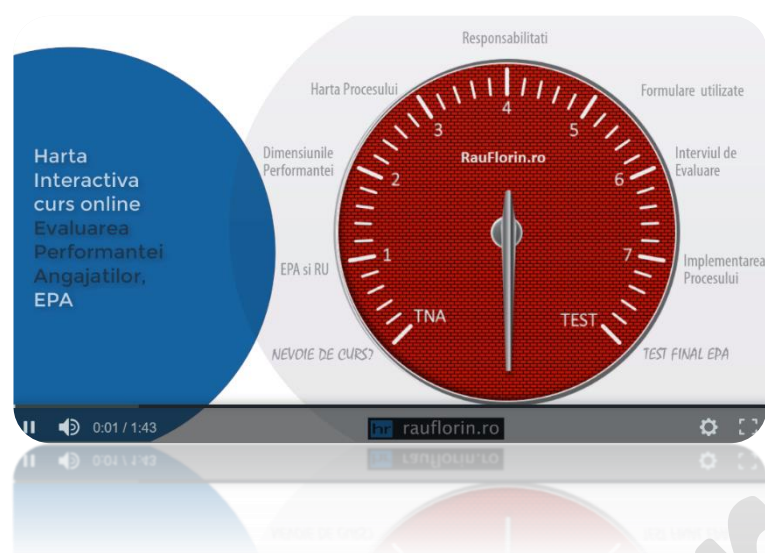 Harta
Interactiva
curs online
Evaluarea
Performantei
Angajatilor,
EPA
Responsabilitati
Harta Procesului
Formulare utilizate
Dimensiunile
Performantei
Interviul de
Evaluare
EPA si RU
Implementarea
Procesului
NEVOIE DE CURS?
TEST FINAL EPA
RauFlorin.ro
TNA
1
2
3
4
5
6
7
TEST
0:01 / 1:43
hr rauflorin.ro